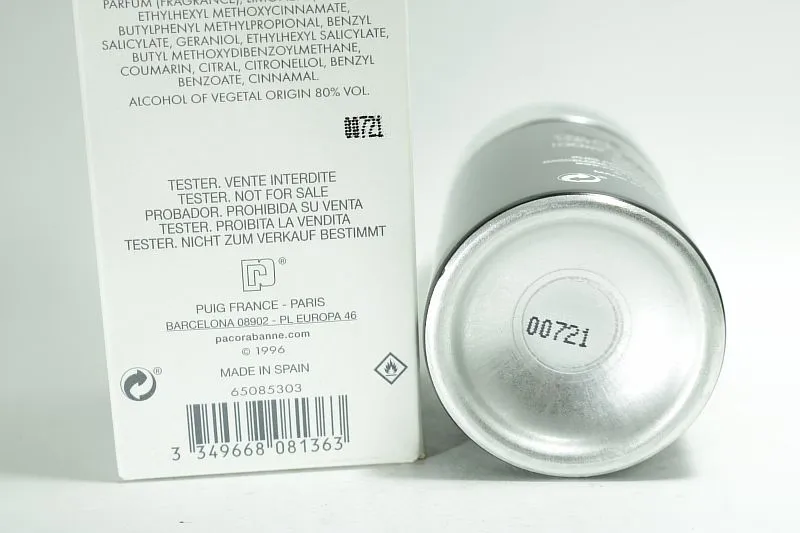 PARFUM (FRAGRANCE),
ETHYLHEXYL METHOXYCINNAMATE,
BUTYLPHENYL METHYLPROPIONAL, BENZYL
SALICYLATE, GERANIOL, ETHYLHEXYL SALICYLATE,
BUTYL METHOXYDIBENZOYLMETHANE,
COUMARIN, CITRAL, CITRONELLOL, BENZYL
BENZOATE, CINNAMAL.
ALCOHOL OF VEGETAL ORIGIN 80% VOL.
00721
TESTER. VENTE INTERDITE
TESTER. NOT FOR SALE
PROBADOR. PROHIBIDA SU VENTA
TESTER. PROIBITA LA VENDITA
TESTER. NICHT ZUM VERKAUF BESTIMMT
®
PUIG FRANCE - PARIS
BARCELONA 08902 - PL EUROPA 46
pacorabanne.com
© 1996
MADE IN SPAIN
®
65085303
3 349668 081363
00721